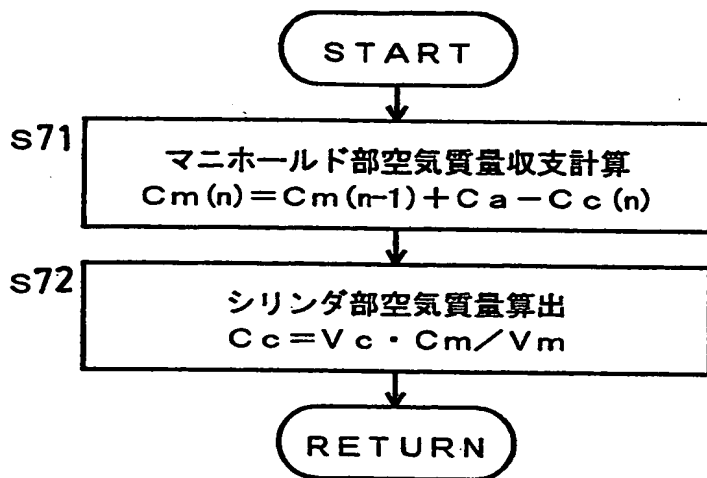 START
S71
マニホールド部空気質量収支計算
Cm(n)=Cm(n-1)+Ca-Cc(n)
S72
シリンダ部空気質量算出
Cc=Vc・Cm/Vm
RETURN